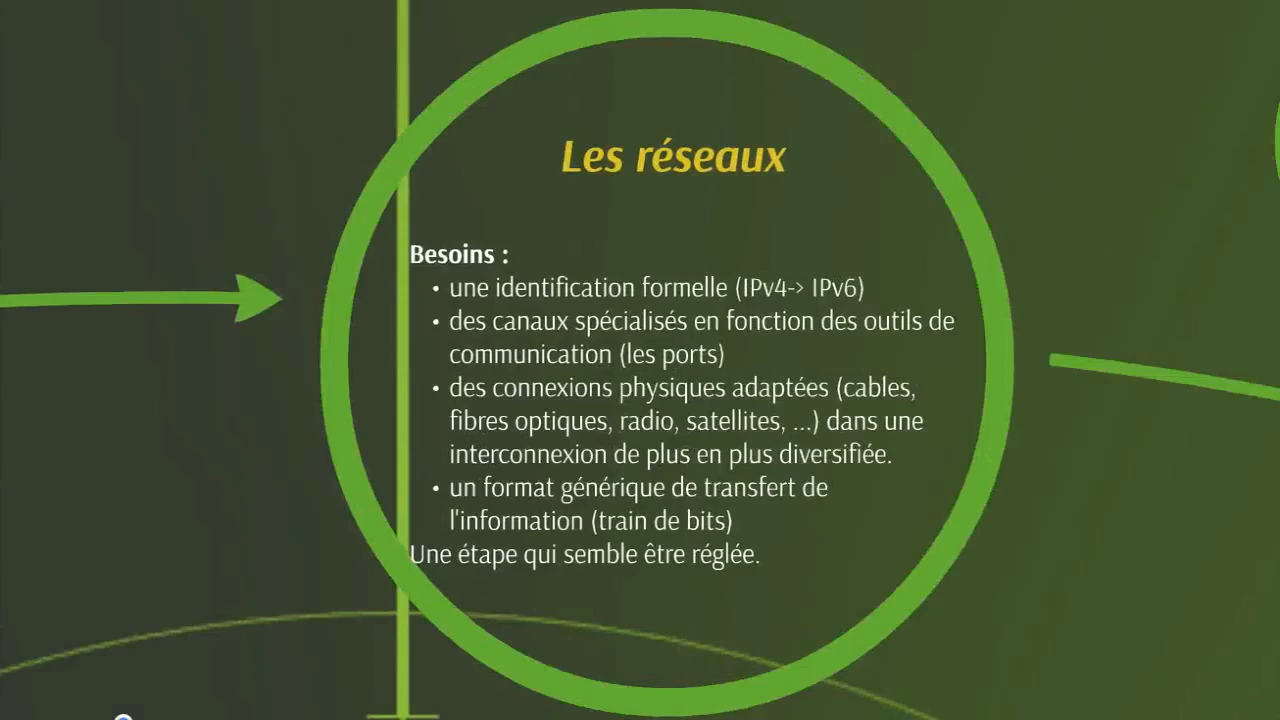 Les réseaux
Besoins :
• une identification formelle (IPv4-> IPv6)
• des canaux spécialisés en fonction des outils de
communication (les ports)
• des connexions physiques adaptées (cables,
fibres optiques, radio, satellites, ...) dans une
interconnexion de plus en plus diversifiée.
• un format générique de transfert de
l'information (train de bits)
Une étape qui semble être réglée.